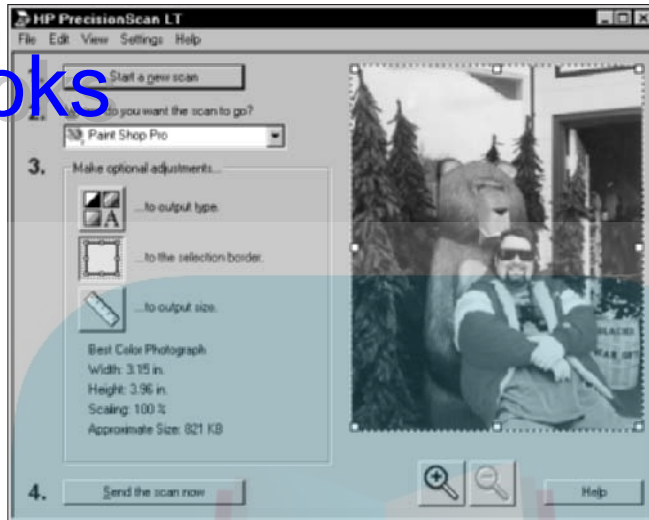 HP PrecisionScan LT
File Edit View Settings Help
1. Start a new scan
oks
2. do you want the scan to go?
Paint Shop Pro
3. Make optional adjustments...
A ...to output type.
...to the selection border.
...to output size.
Best Color Photograph
Width: 3.15 in.
Height: 3.96 in.
Scaling: 100 %
Approximate Size: 821 KB
4. Send the scan now
Help